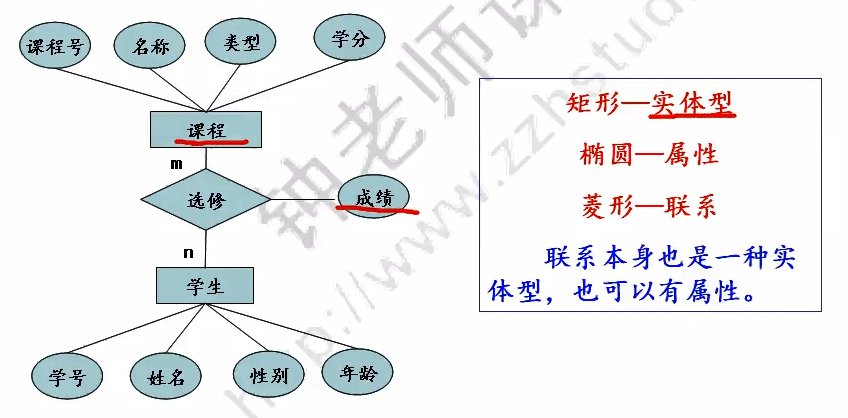 课程号 名称 类型 学分
课程
m
选修 成绩
n
学生
学号 姓名 性别 年龄
矩形—实体型
椭圆—属性
菱形—联系
联系本身也是一种实
体型，也可以有属性。
钟老师课
http://www.zzhstud